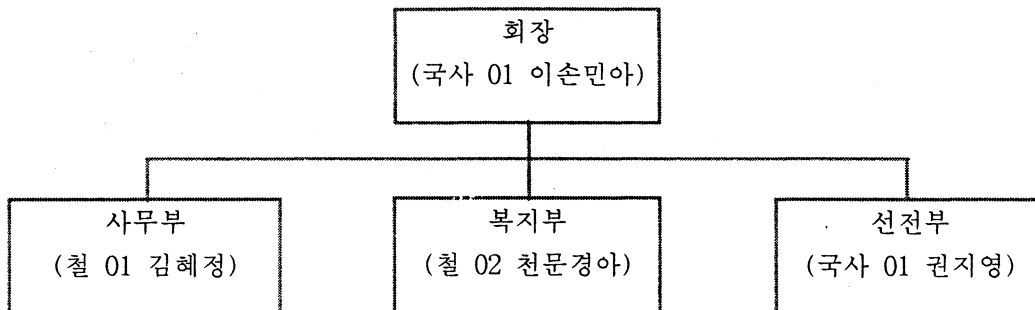 회장
(국사 01 이손민아)
사무부
(철 01 김혜정)
복지부
(철 02 천문경아)
선전부
(국사 01 권지영)